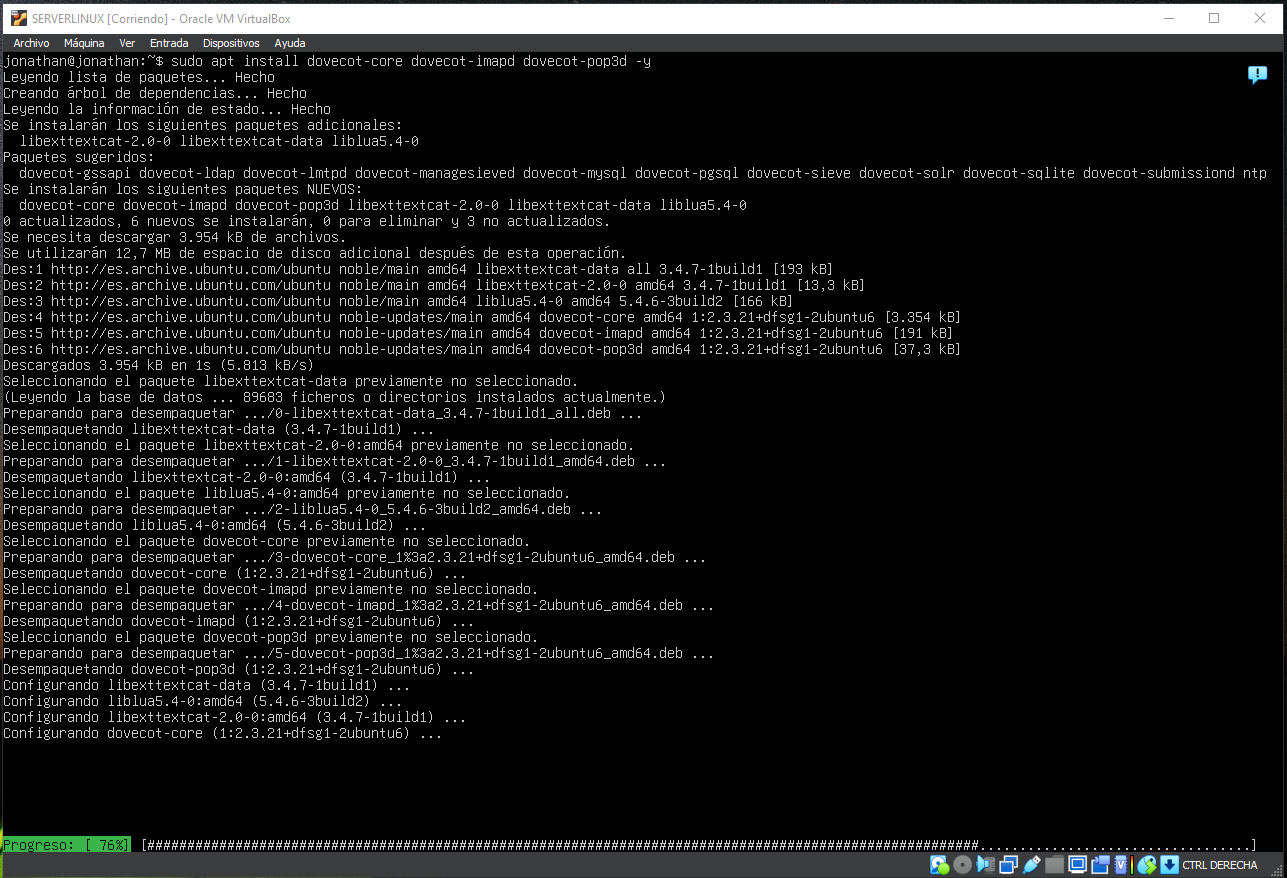 SERVERLINUX [Corriendo] - Oracle VM VirtualBox
Archivo Máquina Ver Entrada Dispositivos Ayuda
jonathan@jonathan:~$ sudo apt install dovecot-core dovecot-imapd dovecot-pop3d -y
Leyendo lista de paquetes... Hecho
Creando árbol de dependencias... Hecho
Leyendo la información de estado... Hecho
Se instalarán los siguientes paquetes adicionales:
  libexttextcat-2.0-0 libexttextcat-data liblua5.4-0
Paquetes sugeridos:
  dovecot-gssapi dovecot-ldap dovecot-lmtpd dovecot-managesieved dovecot-mysql dovecot-pgsql dovecot-sieve dovecot-solr dovecot-sqlite dovecot-submissiond ntp
Se instalarán los siguientes paquetes NUEVOS:
  dovecot-core dovecot-imapd dovecot-pop3d libexttextcat-2.0-0 libexttextcat-data liblua5.4-0
0 actualizados, 6 nuevos se instalarán, 0 para eliminar y 3 no actualizados.
Se necesita descargar 3.954 kB de archivos.
Se utilizarán 12,7 MB de espacio de disco adicional después de esta operación.
Des:1 http://es.archive.ubuntu.com/ubuntu noble/main amd64 libexttextcat-data all 3.4.7-1build1 [193 kB]
Des:2 http://es.archive.ubuntu.com/ubuntu noble/main amd64 libexttextcat-2.0-0 amd64 3.4.7-1build1 [13,3 kB]
Des:3 http://es.archive.ubuntu.com/ubuntu noble/main amd64 liblua5.4-0 amd64 5.4.6-3build2 [166 kB]
Des:4 http://es.archive.ubuntu.com/ubuntu noble-updates/main amd64 dovecot-core amd64 1:2.3.21+dfsg1-2ubuntu6 [3.354 kB]
Des:5 http://es.archive.ubuntu.com/ubuntu noble-updates/main amd64 dovecot-imapd amd64 1:2.3.21+dfsg1-2ubuntu6 [191 kB]
Des:6 http://es.archive.ubuntu.com/ubuntu noble-updates/main amd64 dovecot-pop3d amd64 1:2.3.21+dfsg1-2ubuntu6 [37,3 kB]
Descargados 3.954 kB en 1s (5.813 kB/s)
Seleccionando el paquete libexttextcat-data previamente no seleccionado.
(Leyendo la base de datos ... 89683 ficheros o directorios instalados actualmente.)
Preparando para desempaquetar .../0-libexttextcat-data_3.4.7-1build1_all.deb ...
Desempaquetando libexttextcat-data (3.4.7-1build1) ...
Seleccionando el paquete libexttextcat-2.0-0:amd64 previamente no seleccionado.
Preparando para desempaquetar .../1-libexttextcat-2.0-0_3.4.7-1build1_amd64.deb ...
Desempaquetando libexttextcat-2.0-0:amd64 (3.4.7-1build1) ...
Seleccionando el paquete liblua5.4-0:amd64 previamente no seleccionado.
Preparando para desempaquetar .../2-liblua5.4-0_5.4.6-3build2_amd64.deb ...
Desempaquetando liblua5.4-0:amd64 (5.4.6-3build2) ...
Seleccionando el paquete dovecot-core previamente no seleccionado.
Preparando para desempaquetar .../3-dovecot-core_1%3a2.3.21+dfsg1-2ubuntu6_amd64.deb ...
Desempaquetando dovecot-core (1:2.3.21+dfsg1-2ubuntu6) ...
Seleccionando el paquete dovecot-imapd previamente no seleccionado.
Preparando para desempaquetar .../4-dovecot-imapd_1%3a2.3.21+dfsg1-2ubuntu6_amd64.deb ...
Desempaquetando dovecot-imapd (1:2.3.21+dfsg1-2ubuntu6) ...
Seleccionando el paquete dovecot-pop3d previamente no seleccionado.
Preparando para desempaquetar .../5-dovecot-pop3d_1%3a2.3.21+dfsg1-2ubuntu6_amd64.deb ...
Desempaquetando dovecot-pop3d (1:2.3.21+dfsg1-2ubuntu6) ...
Configurando libexttextcat-data (3.4.7-1build1) ...
Configurando liblua5.4-0:amd64 (5.4.6-3build2) ...
Configurando libexttextcat-2.0-0:amd64 (3.4.7-1build1) ...
Configurando dovecot-core (1:2.3.21+dfsg1-2ubuntu6) ...
Progreso: [ 76%] [########################################################################################################..................................]
CTRL DERECHA